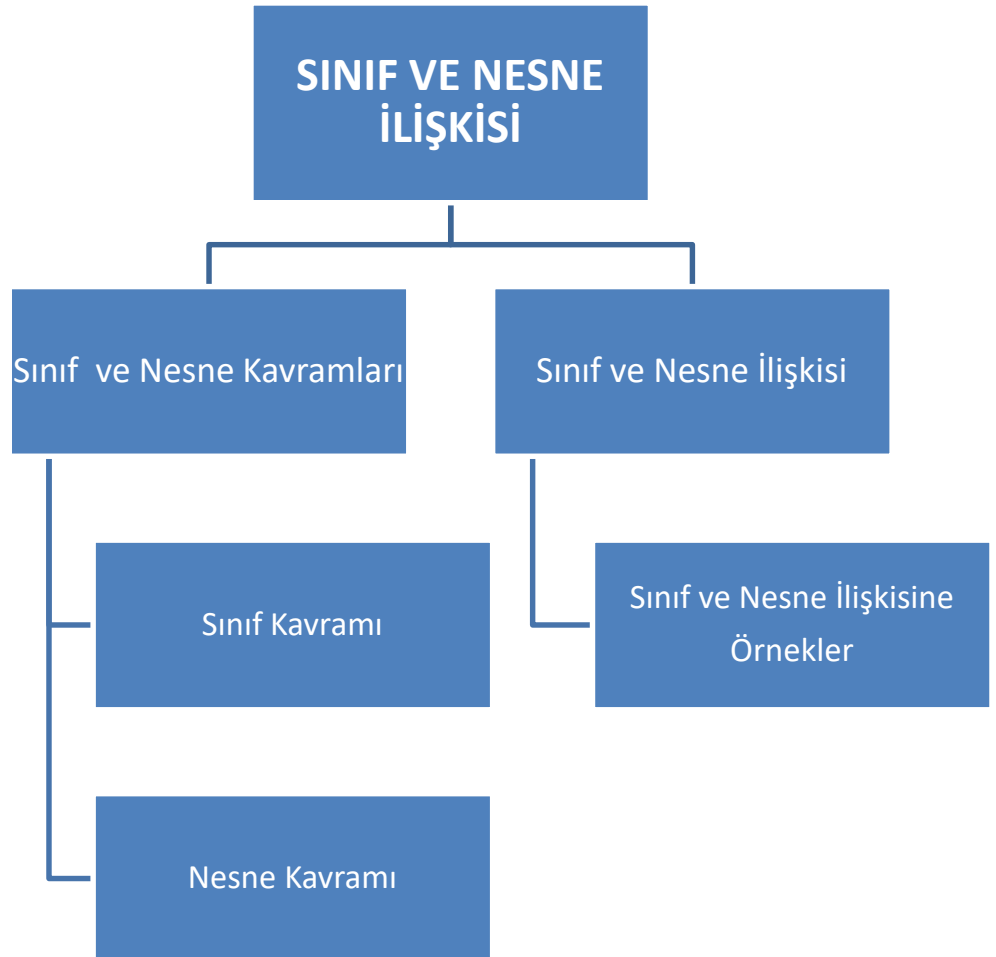 SINIF VE NESNE
İLİŞKİSİ
Sınıf ve Nesne Kavramları
Sınıf ve Nesne İlişkisi
Sınıf Kavramı
Sınıf ve Nesne İlişkisine
Örnekler
Nesne Kavramı